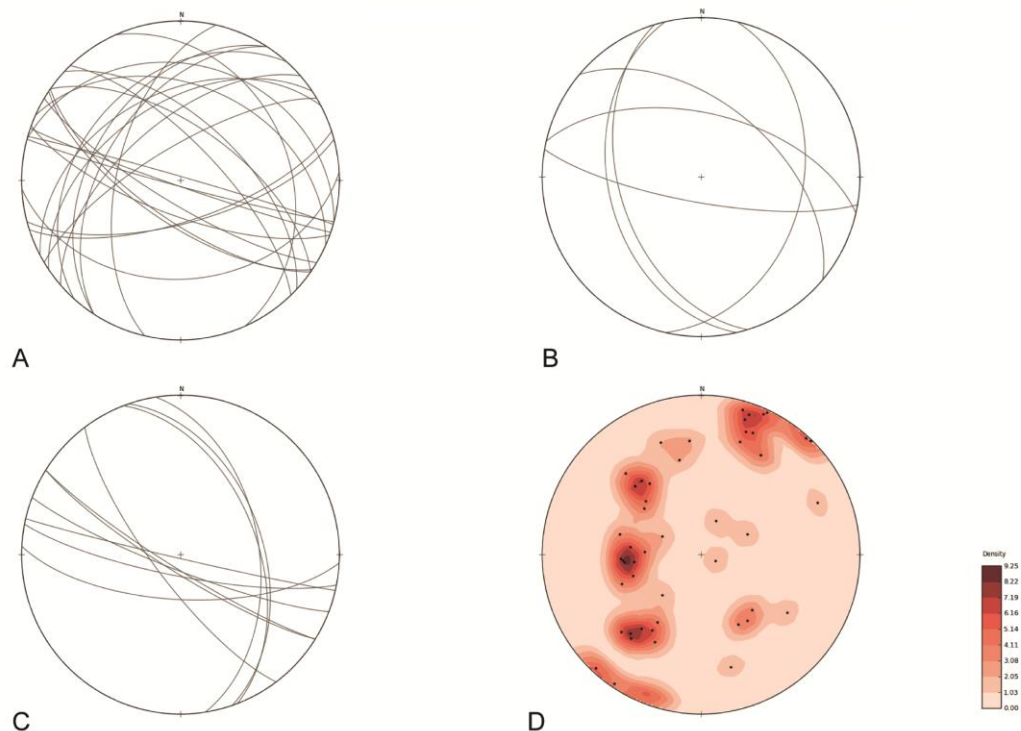 N
A
N
B
N
C
N
D
Density
9.25
8.22
7.19
6.16
5.14
4.11
3.08
2.05
1.03
0.00